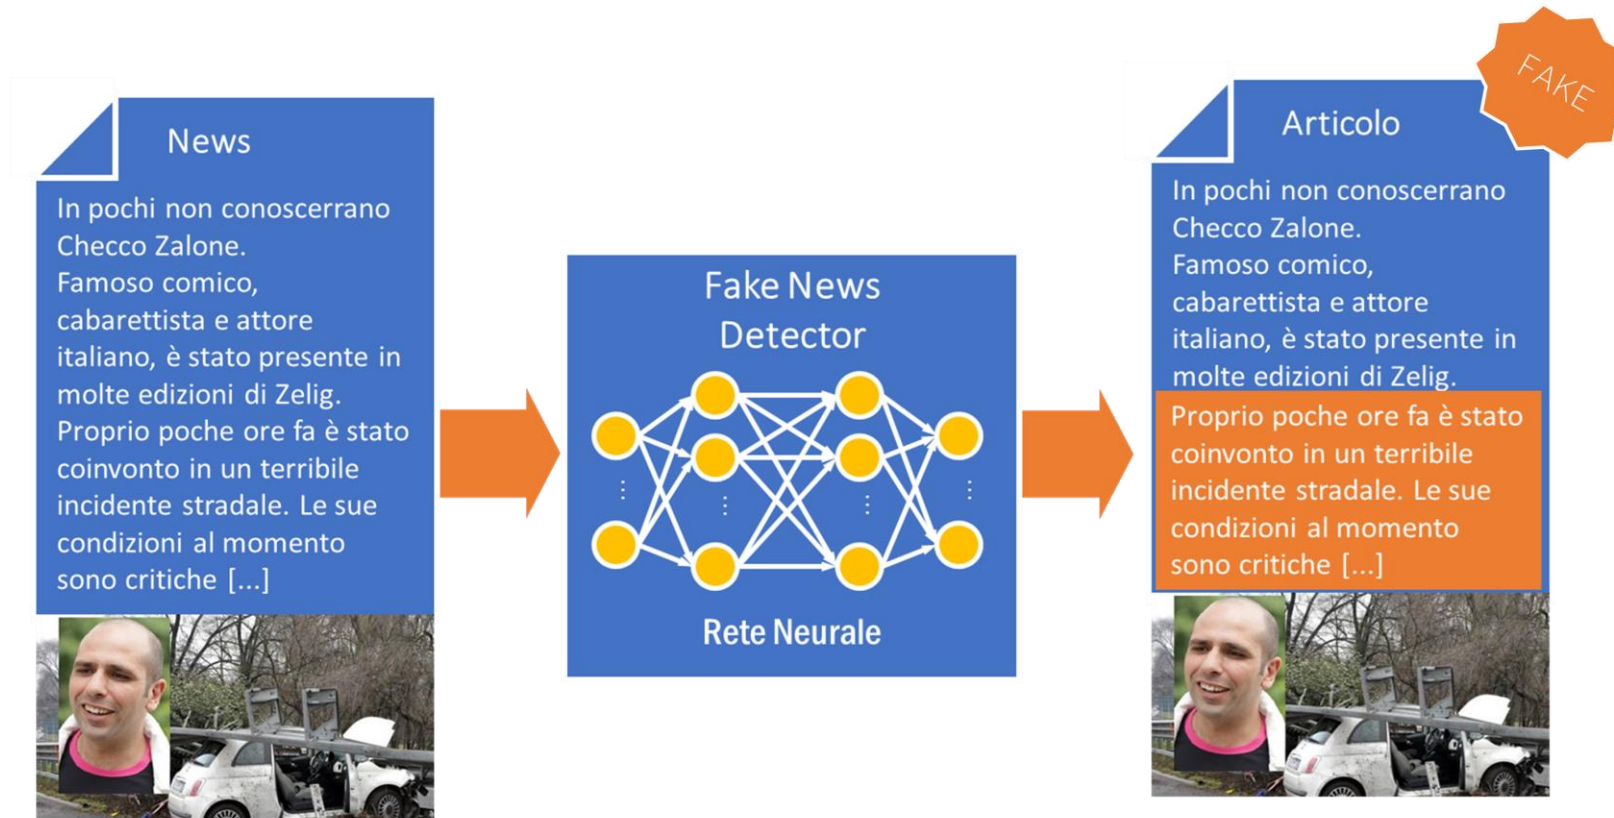 News
In pochi non conoscerrano
Checco Zalone.
Famoso comico,
cabarettista e attore
italiano, è stato presente in
molte edizioni di Zelig.
Proprio poche ore fa è stato
coinvonto in un terribile
incidente stradale. Le sue
condizioni al momento
sono critiche [...]
Fake News
Detector
Rete Neurale
FAKE
Articolo
In pochi non conoscerrano
Checco Zalone.
Famoso comico,
cabarettista e attore
italiano, è stato presente in
molte edizioni di Zelig.
Proprio poche ore fa è stato
coinvonto in un terribile
incidente stradale. Le sue
condizioni al momento
sono critiche [...]